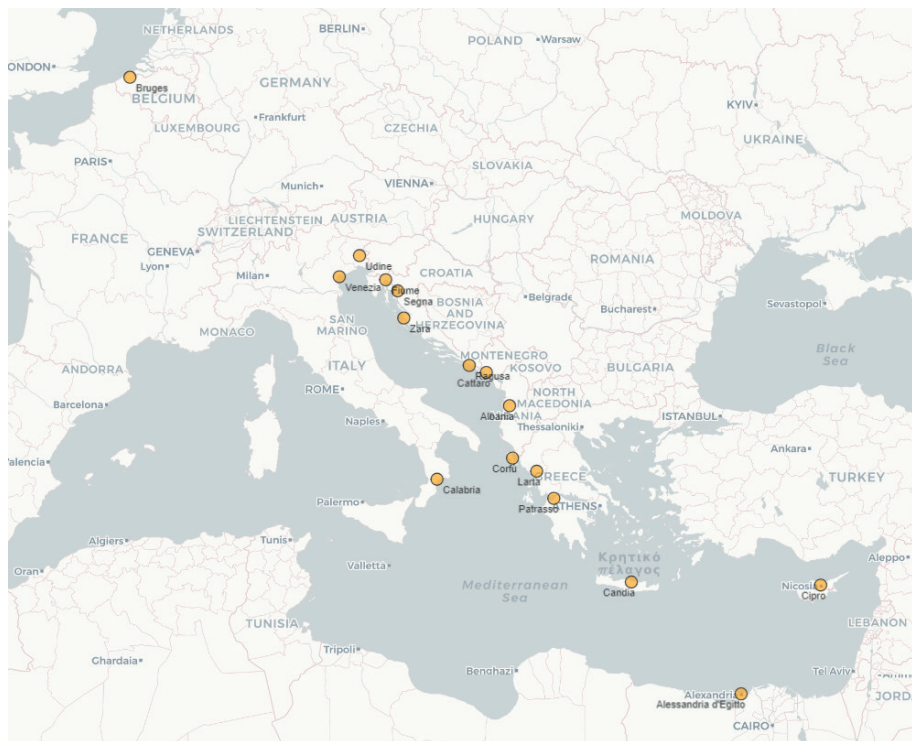 NETHERLANDS
BERLIN
POLAND
Warsaw
ONDON
Bruges
BELGIUM
GERMANY
KYIV
LUXEMBOURG
Frankfurt
CZECHIA
UKRAINE
PARIS
SLOVAKIA
Munich
VIENNA
LIECHTENSTEIN
AUSTRIA
SWITZERLAND
HUNGARY
MOLDOVA
FRANCE
GENEVA
Lyon
Udine
ROMANIA
Milan
Venezia
CROATIA
Fiume
Segna
BOSNIA
AND
HERZEGOVINA
Belgrade
Bucharest
Sevastopol
SAN
MARINO
Zara
MONACO
Black
Sea
ANDORRA
ITALY
MONTENEGRO
KOSOVO
BULGARIA
Ragusa
Cattaro
ROME
NORTH
MACEDONIA
Barcelona
Albania
ISTANBUL
Naples
Thessaloniki
Ankara
Valencia
Corfù
GREECE
TURKEY
Larta
Calabria
Palermo
Patrasso
ATHENS
Algiers
Tunis
Κρητικό
πέλαγος
Aleppo
Oran
Valletta
Mediterranean
Sea
Candia
Nicosia
Cipro
TUNISIA
LEBANON
Tripoli
Ghardaia
Benghazi
Tel Aviv
Alexandria
Alessandria d'Egitto
JORD
CAIRO